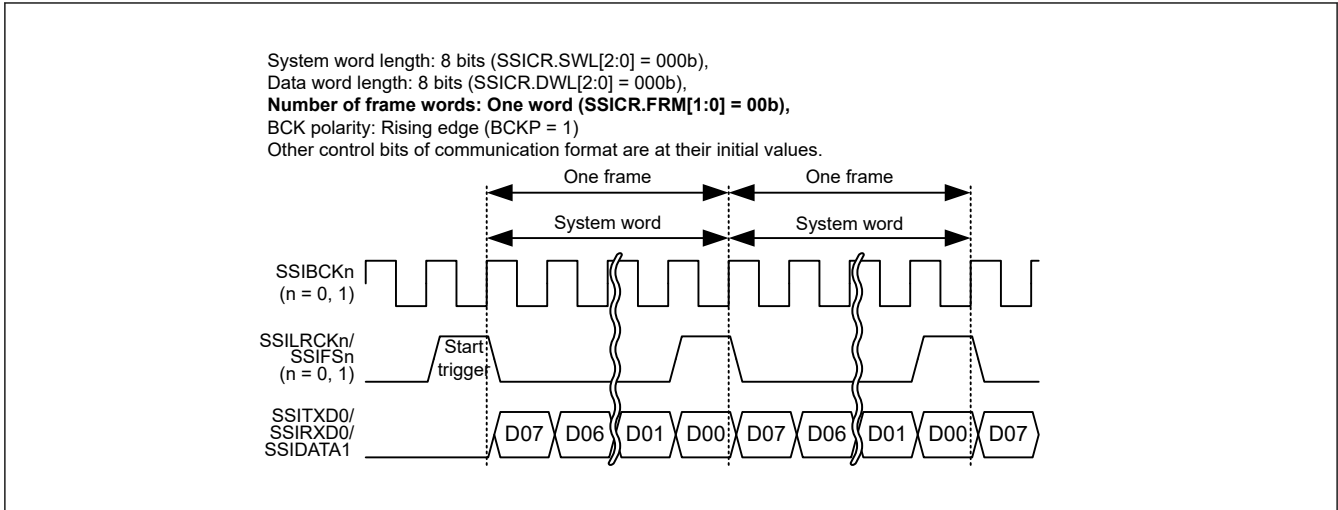 System word length: 8 bits (SSICR.SWL[2:0] = 000b),
Data word length: 8 bits (SSICR.DWL[2:0] = 000b),
Number of frame words: One word (SSICR.FRM[1:0] = 00b),
BCK polarity: Rising edge (BCKP = 1)
Other control bits of communication format are at their initial values.
One frame One frame
System word System word
SSIBCKn
(n = 0, 1)
SSILRCKn/
SSIFSn
(n = 0, 1)
Start
trigger
SSITXD0/
SSIRXD0/
SSIDATA1
D07 D06 D01 D00 D07 D06 D01 D00 D07